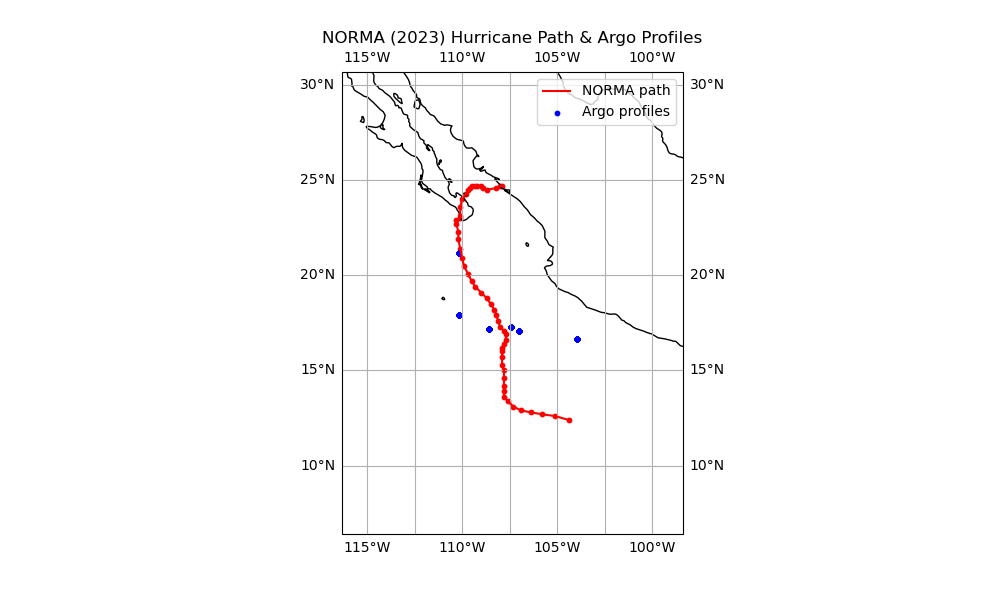 NORMA (2023) Hurricane Path & Argo Profiles
115°W 110°W 105°W 100°W
30°N 30°N
NORMA path
Argo profiles
25°N 25°N
20°N 20°N
15°N 15°N
10°N 10°N
115°W 110°W 105°W 100°W